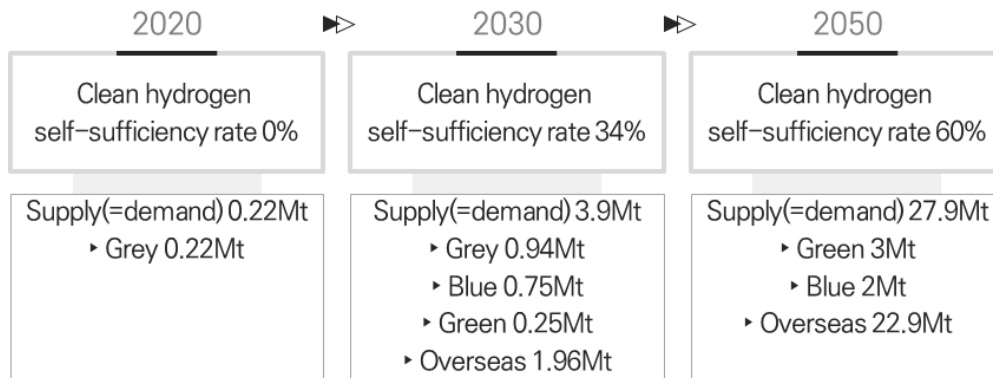 2020
Clean hydrogen
self-sufficiency rate 0%
Supply(=demand) 0.22Mt
‣ Grey 0.22Mt
2030
Clean hydrogen
self-sufficiency rate 34%
Supply(=demand) 3.9Mt
‣ Grey 0.94Mt
‣ Blue 0.75Mt
‣ Green 0.25Mt
‣ Overseas 1.96Mt
2050
Clean hydrogen
self-sufficiency rate 60%
Supply(=demand) 27.9Mt
‣ Green 3Mt
‣ Blue 2Mt
‣ Overseas 22.9Mt